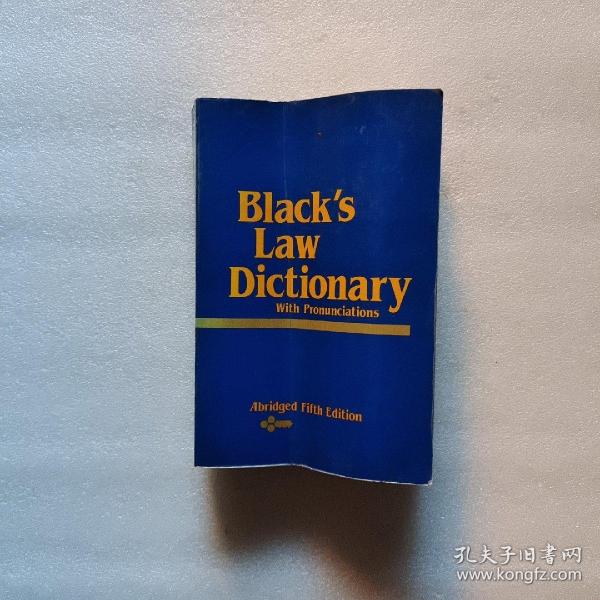 Black's
Law
Dictionary
With Pronunciations
Abridged Fifth Edition
孔夫子旧书网
www.kongfz.com